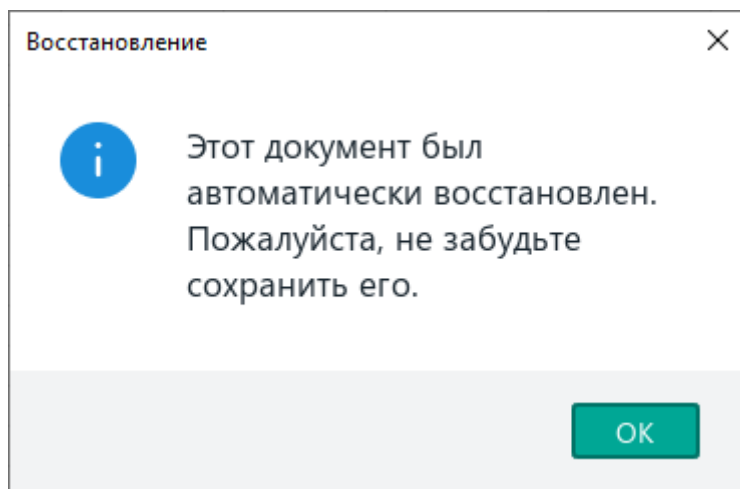 Восстановление
Этот документ был
автоматически восстановлен.
Пожалуйста, не забудьте
сохранить его.
OK